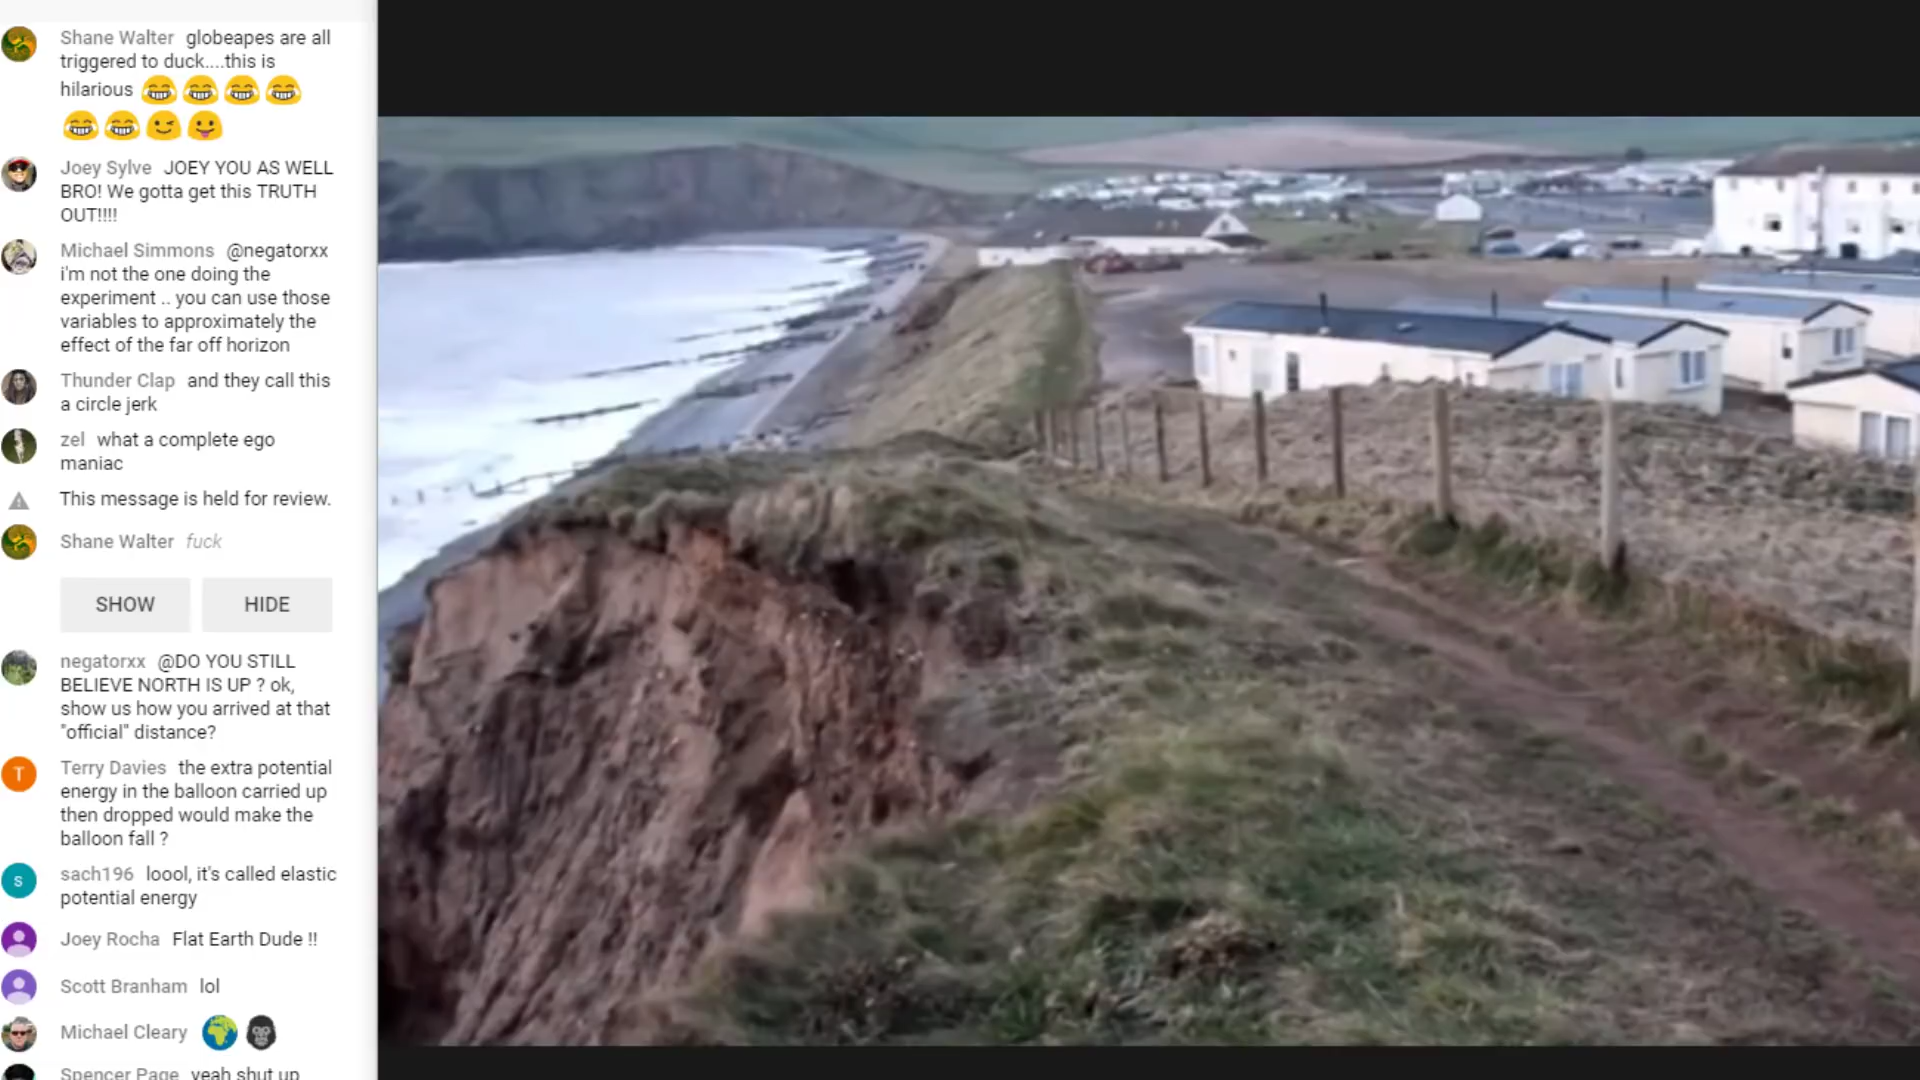 Shane Walter globeapes are all
triggered to duck....this is
hilarious 😂 😂 😂 😂
😂 😂 😉 😛
Joey Sylve JOEY YOU AS WELL
BRO! We gotta get this TRUTH
OUT!!!!
Michael Simmons @negatorxx
i'm not the one doing the
experiment .. you can use those
variables to approximately the
effect of the far off horizon
Thunder Clap and they call this
a circle jerk
zel what a complete ego
maniac
This message is held for review.
Shane Walter fuck
SHOW HIDE
negatorxx @DO YOU STILL
BELIEVE NORTH IS UP ? ok,
show us how you arrived at that
"official" distance?
T Terry Davies the extra potential
energy in the balloon carried up
then dropped would make the
balloon fall ?
s sach196 loool, it's called elastic
potential energy
Joey Rocha Flat Earth Dude !!
Scott Branham lol
Michael Cleary 🌍 🦍
Spencer Page yeah shut up